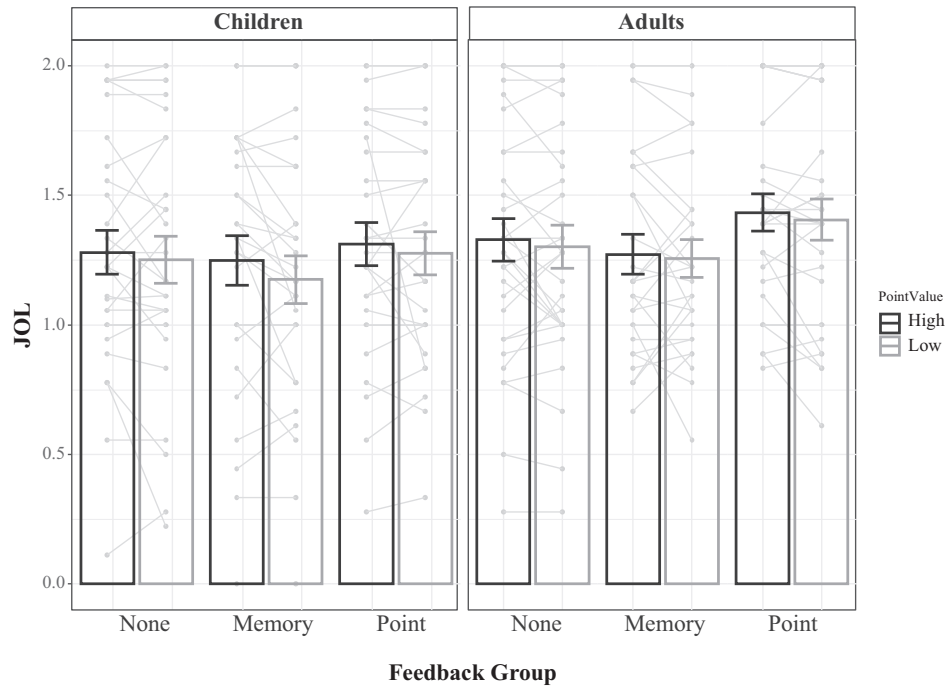 Children
Adults
2.0
1.5
1.0
0.5
0.0
JOL
None
Memory
Point
None
Memory
Point
Feedback Group
PointValue
High
Low